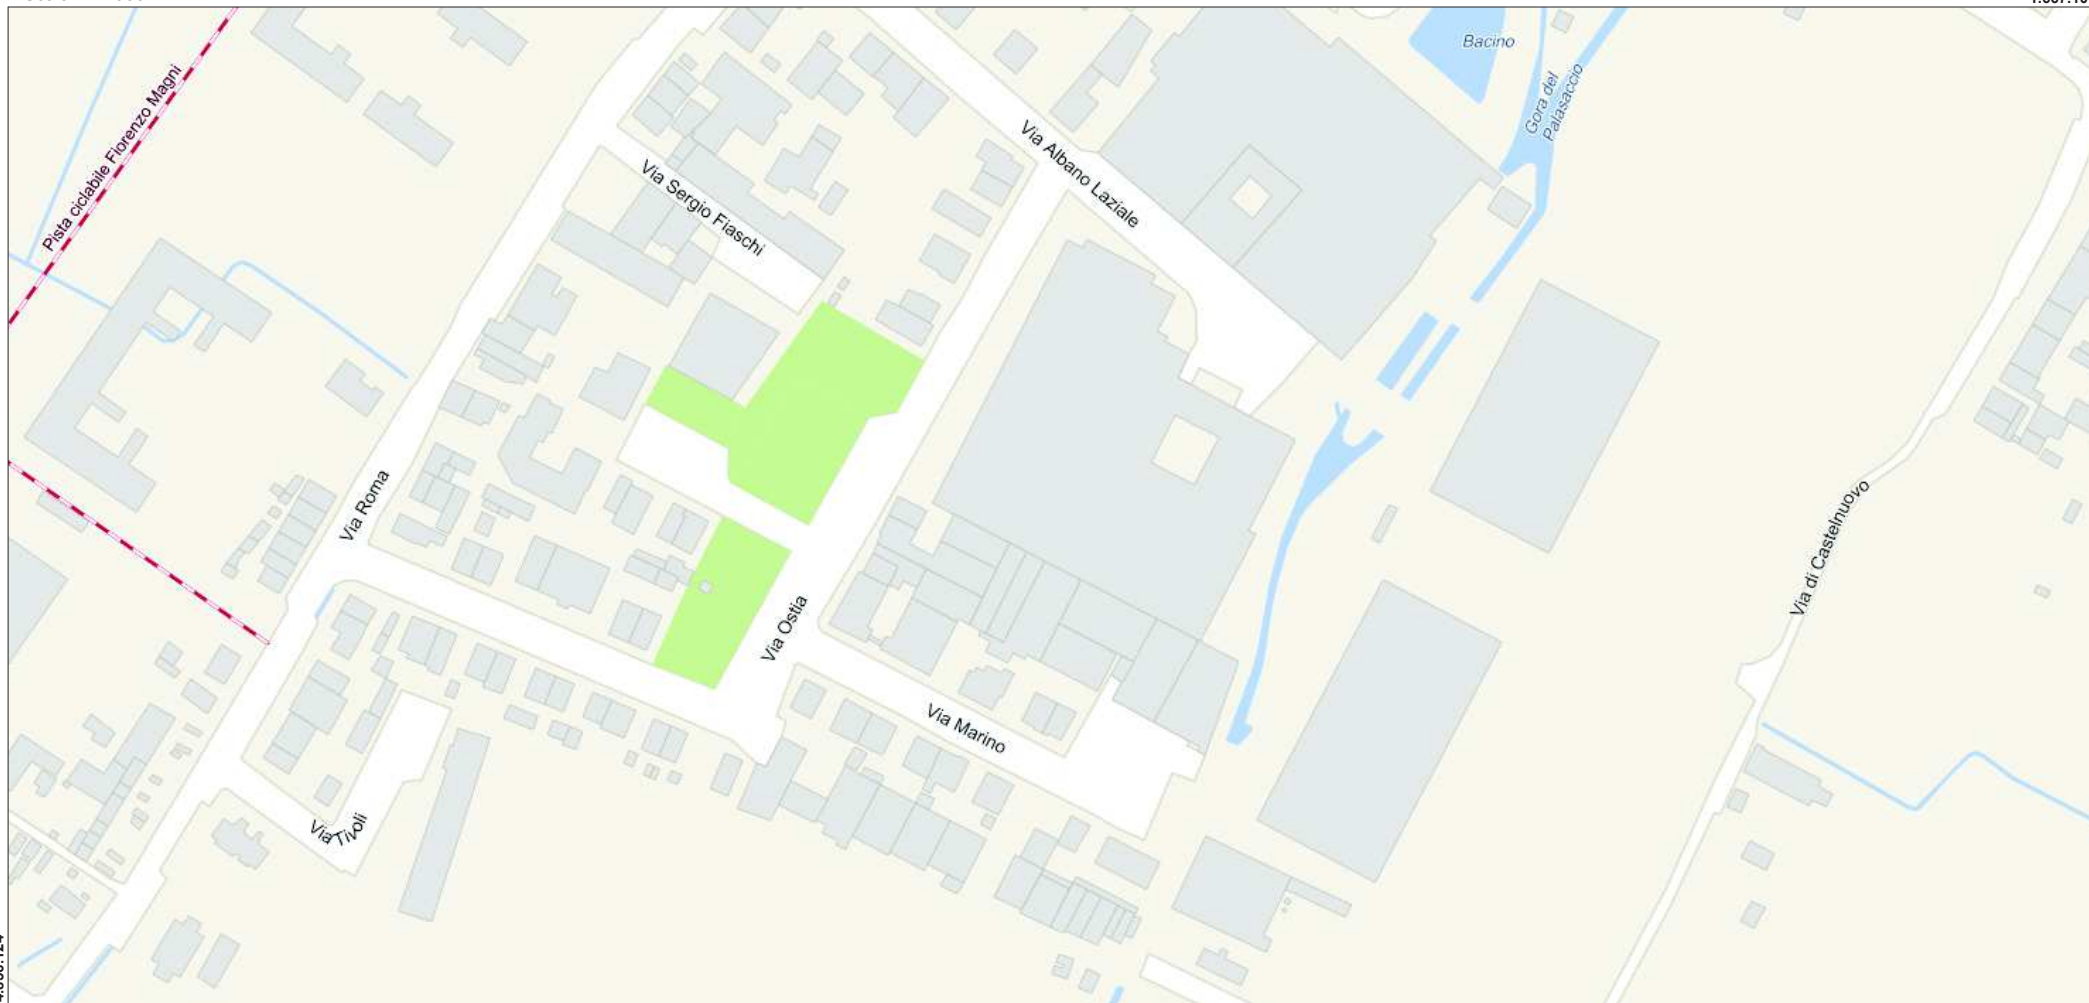 Bacino
Gora del
Palasaccio
Pista ciclabile Fiorenzo Magni
Via Albano Laziale
Via Sergio Fiaschi
Via Roma
Via di Castelnuovo
Via Ostia
Via Marino
Via Tivoli